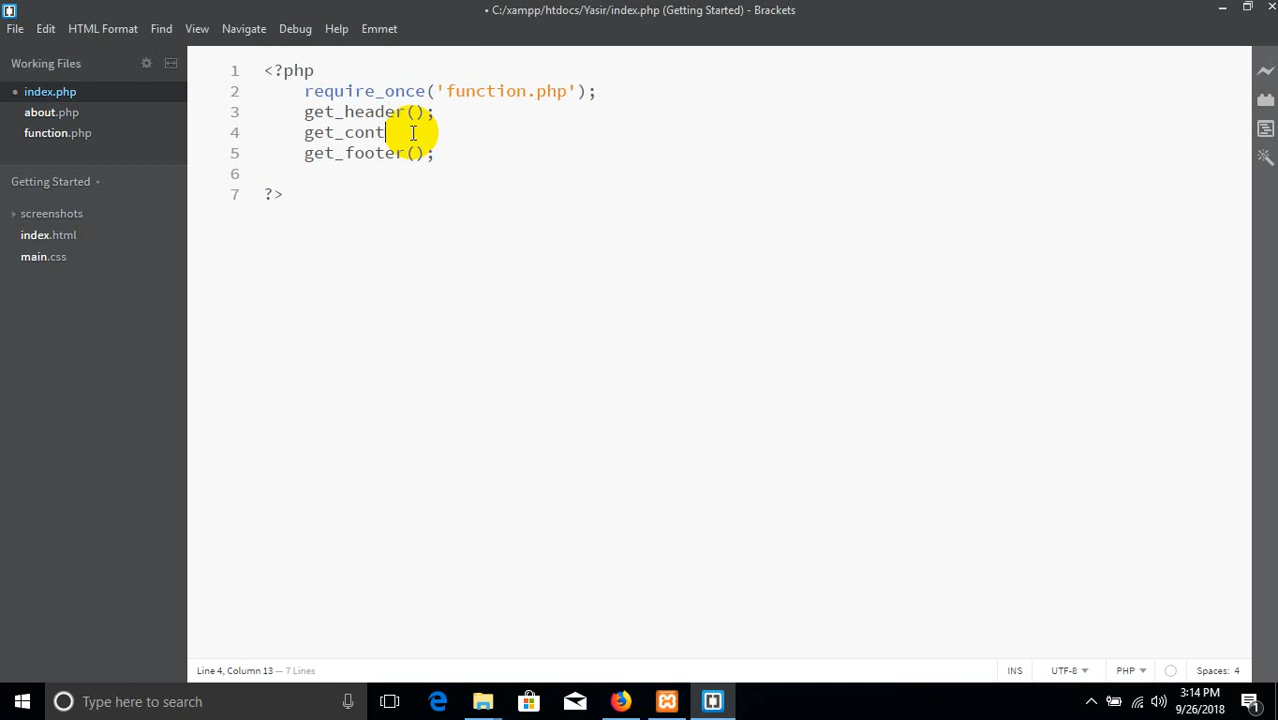 • C:/xampp/htdocs/Yasir/index.php (Getting Started) - Brackets
File Edit HTML Format Find View Navigate Debug Help Emmet
Working Files
• index.php
about.php
function.php
Getting Started
screenshots
index.html
main.css
1 <?php
2 require_once('function.php');
3 get_header();
4 get_cont
5 get_footer();
6
7 ?>
Line 4, Column 13 — 7 Lines
INS UTF-8 PHP Spaces: 4
Type here to search
3:14 PM
9/26/2018
1